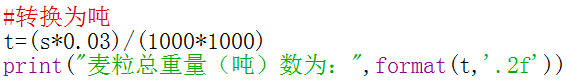 #转换为吨
t=(s*0.03)/(1000*1000)
print("麦粒总重量（吨）数为：",format(t,'.2f'))